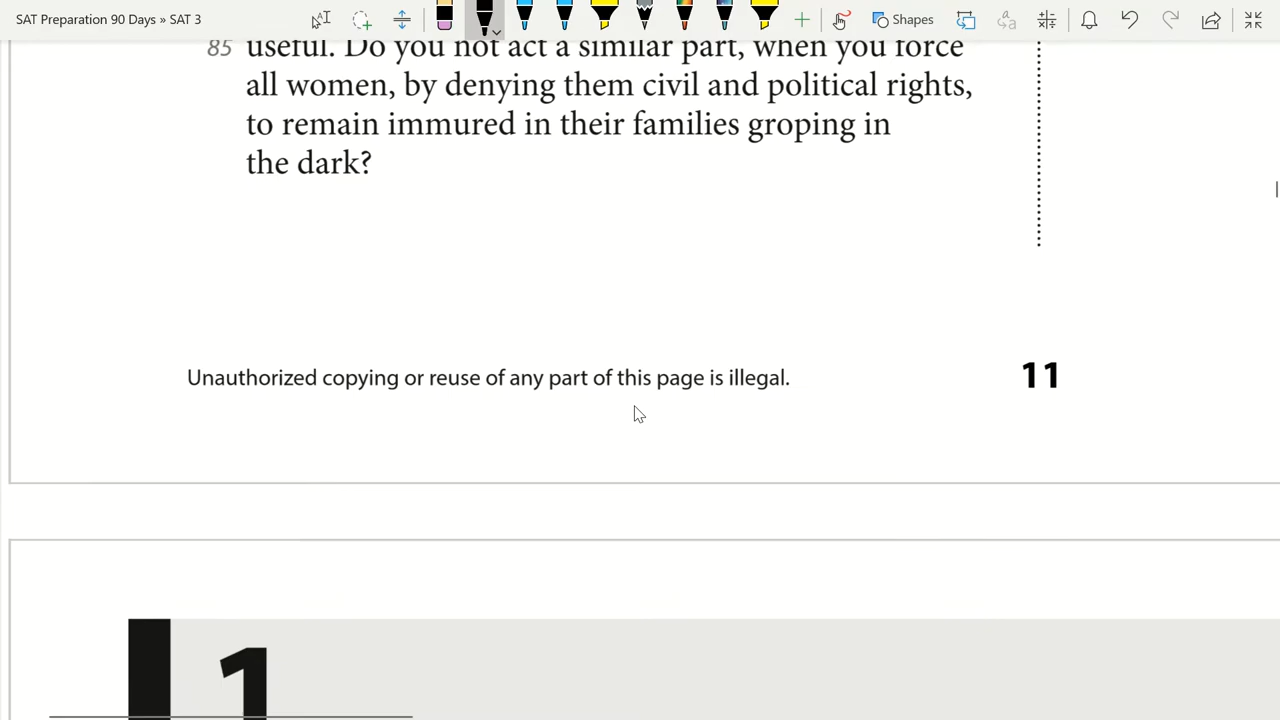 SAT Preparation 90 Days » SAT 3
Shapes
85 useful. Do you not act a similar part, when you force
all women, by denying them civil and political rights,
to remain immured in their families groping in
the dark?
Unauthorized copying or reuse of any part of this page is illegal.
11
1